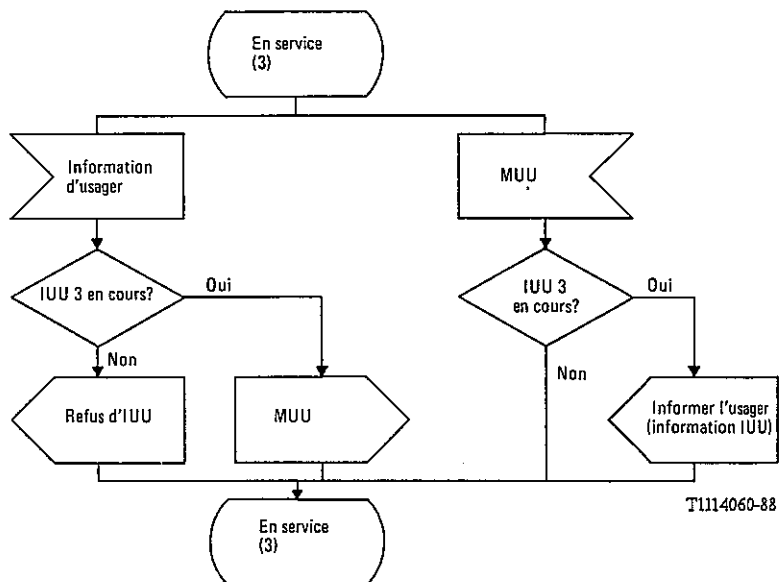 En service
(3)
Information
d'usager
MUU
IUU 3 en cours?
Oui
Non
IUU 3
en cours?
Oui
Non
Refus d'IUU
MUU
Informer l'usager
(information IUU)
En service
(3)
T1114060-88